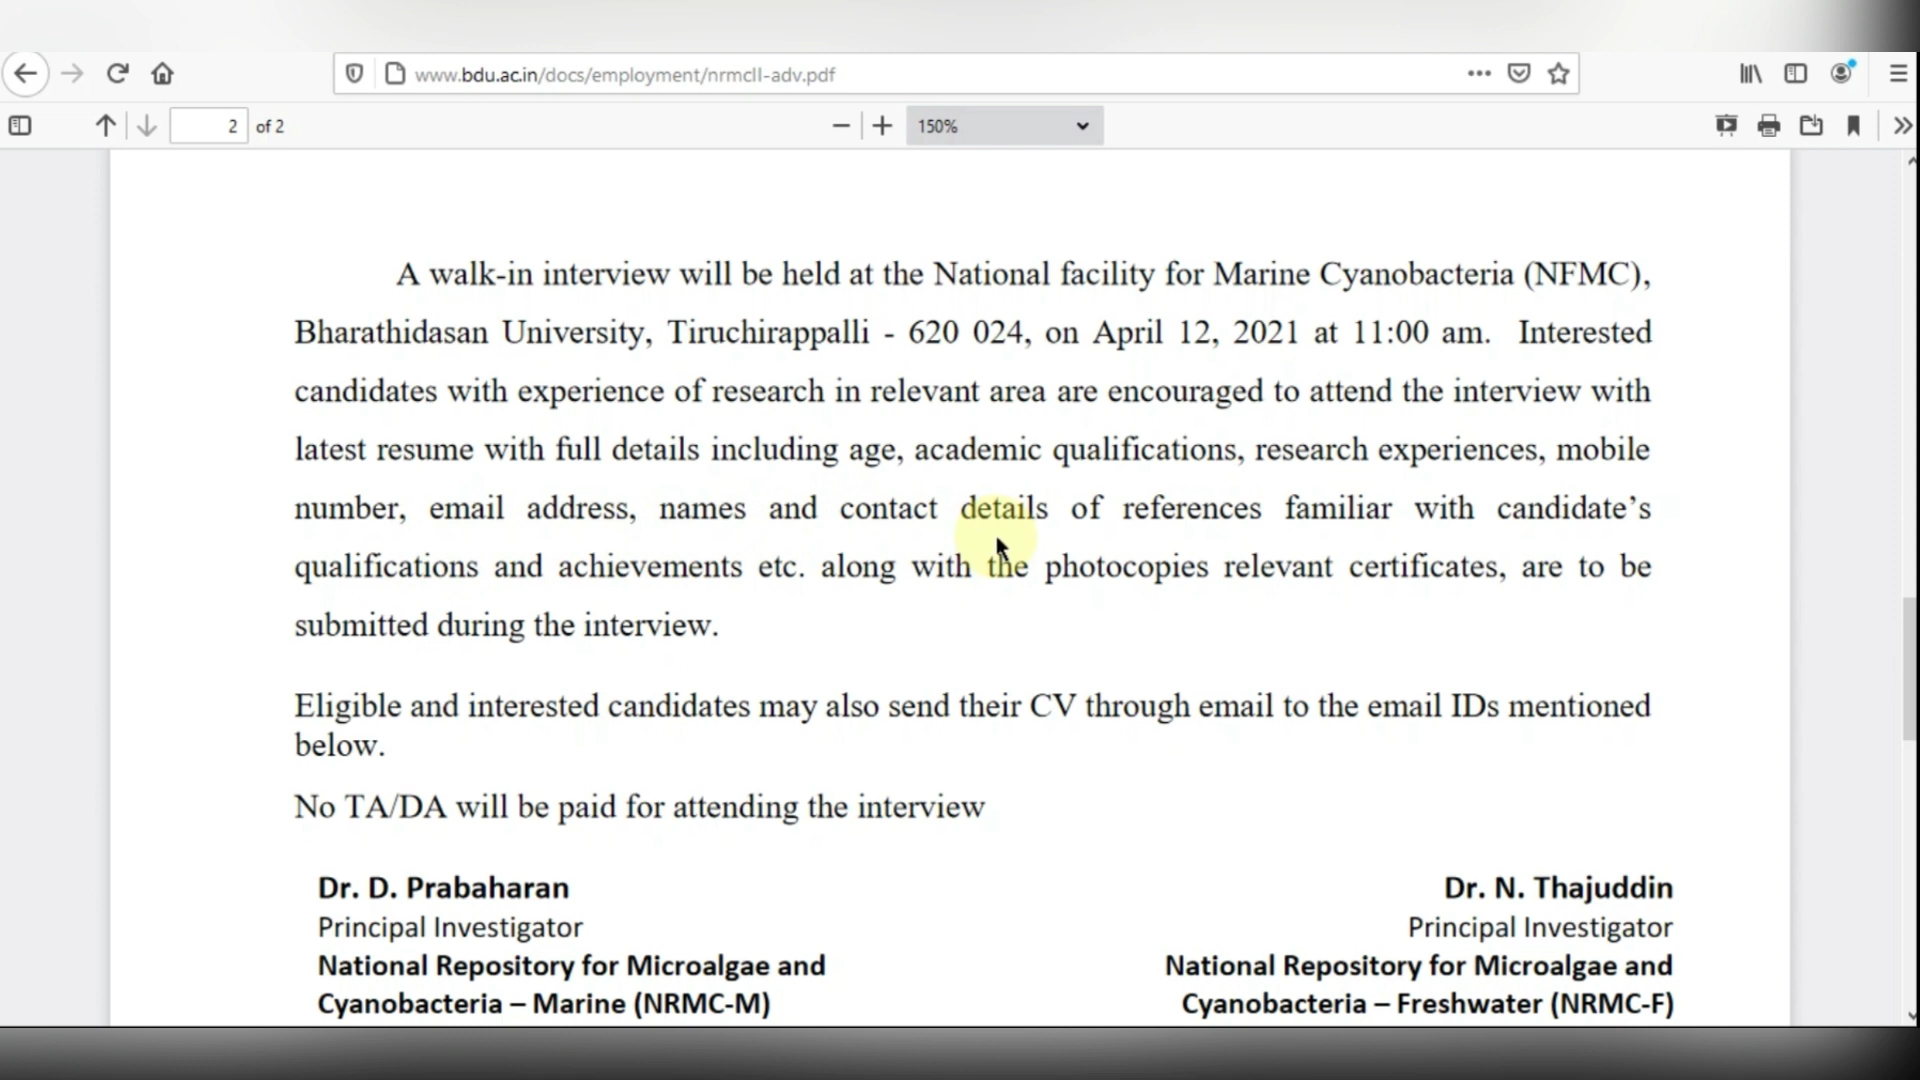 www.bdu.ac.in/docs/employment/nrmcII-adv.pdf
2 of 2
150%
A walk-in interview will be held at the National facility for Marine Cyanobacteria (NFMC),
Bharathidasan University, Tiruchirappalli - 620 024, on April 12, 2021 at 11:00 am. Interested
candidates with experience of research in relevant area are encouraged to attend the interview with
latest resume with full details including age, academic qualifications, research experiences, mobile
number, email address, names and contact details of references familiar with candidate’s
qualifications and achievements etc. along with the photocopies relevant certificates, are to be
submitted during the interview.
Eligible and interested candidates may also send their CV through email to the email IDs mentioned
below.
No TA/DA will be paid for attending the interview
Dr. D. Prabaharan
Principal Investigator
National Repository for Microalgae and
Cyanobacteria – Marine (NRMC-M)
Dr. N. Thajuddin
Principal Investigator
National Repository for Microalgae and
Cyanobacteria – Freshwater (NRMC-F)